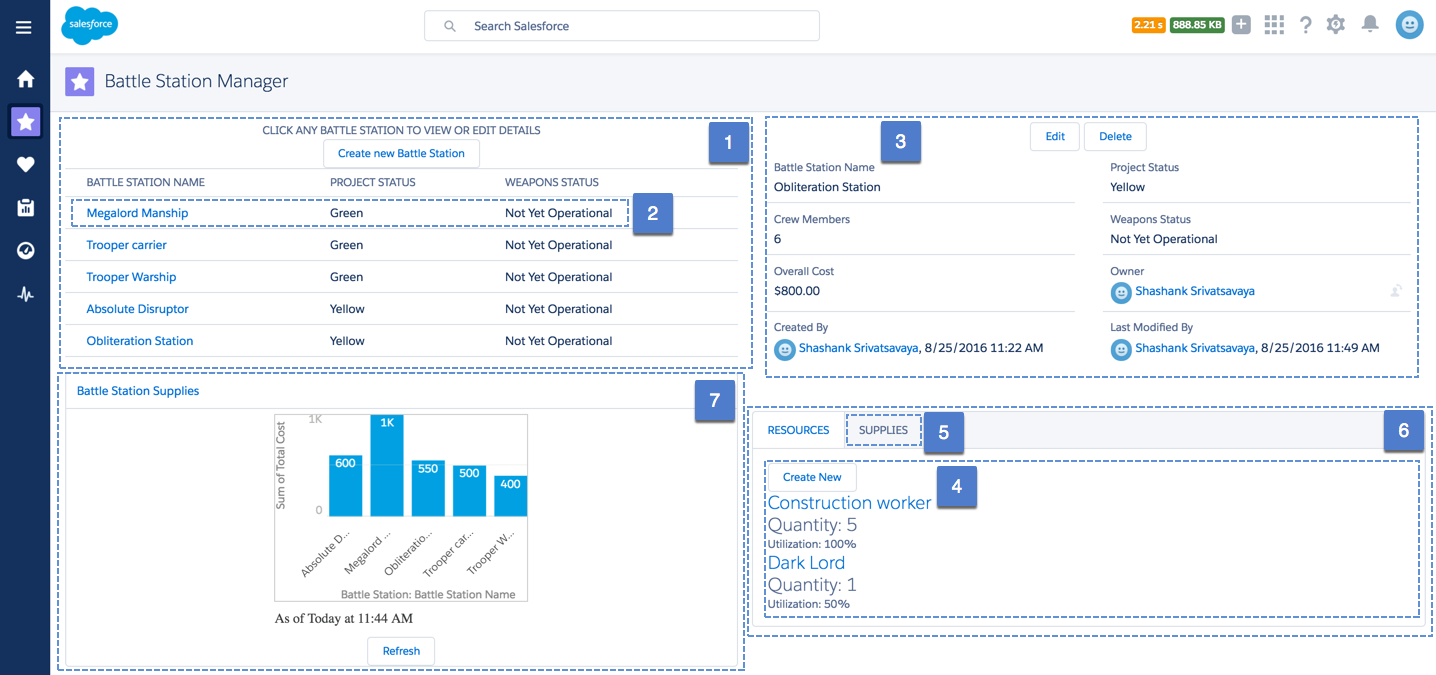 salesforce
Search Salesforce
2.21 s 888.85 KB
Battle Station Manager
CLICK ANY BATTLE STATION TO VIEW OR EDIT DETAILS
1
Create new Battle Station
BATTLE STATION NAME PROJECT STATUS WEAPONS STATUS
Megalord Manship Green Not Yet Operational
2
Trooper carrier Green Not Yet Operational
Trooper Warship Green Not Yet Operational
Absolute Disruptor Yellow Not Yet Operational
Obliteration Station Yellow Not Yet Operational
3
Edit Delete
Battle Station Name
Obliteration Station
Project Status
Yellow
Crew Members
6
Weapons Status
Not Yet Operational
Overall Cost
$800.00
Owner
Shashank Srivatsavaya
Created By
Shashank Srivatsavaya, 8/25/2016 11:22 AM
Last Modified By
Shashank Srivatsavaya, 8/25/2016 11:49 AM
Battle Station Supplies
7
Sum of Total Cost
1K
0
600
1K
550
500
400
Absolute D...
Megalord ...
Obliteratio...
Trooper car...
Trooper W...
Battle Station: Battle Station Name
As of Today at 11:44 AM
Refresh
RESOURCES SUPPLIES
5
6
Create New
4
Construction worker
Quantity: 5
Utilization: 100%
Dark Lord
Quantity: 1
Utilization: 50%